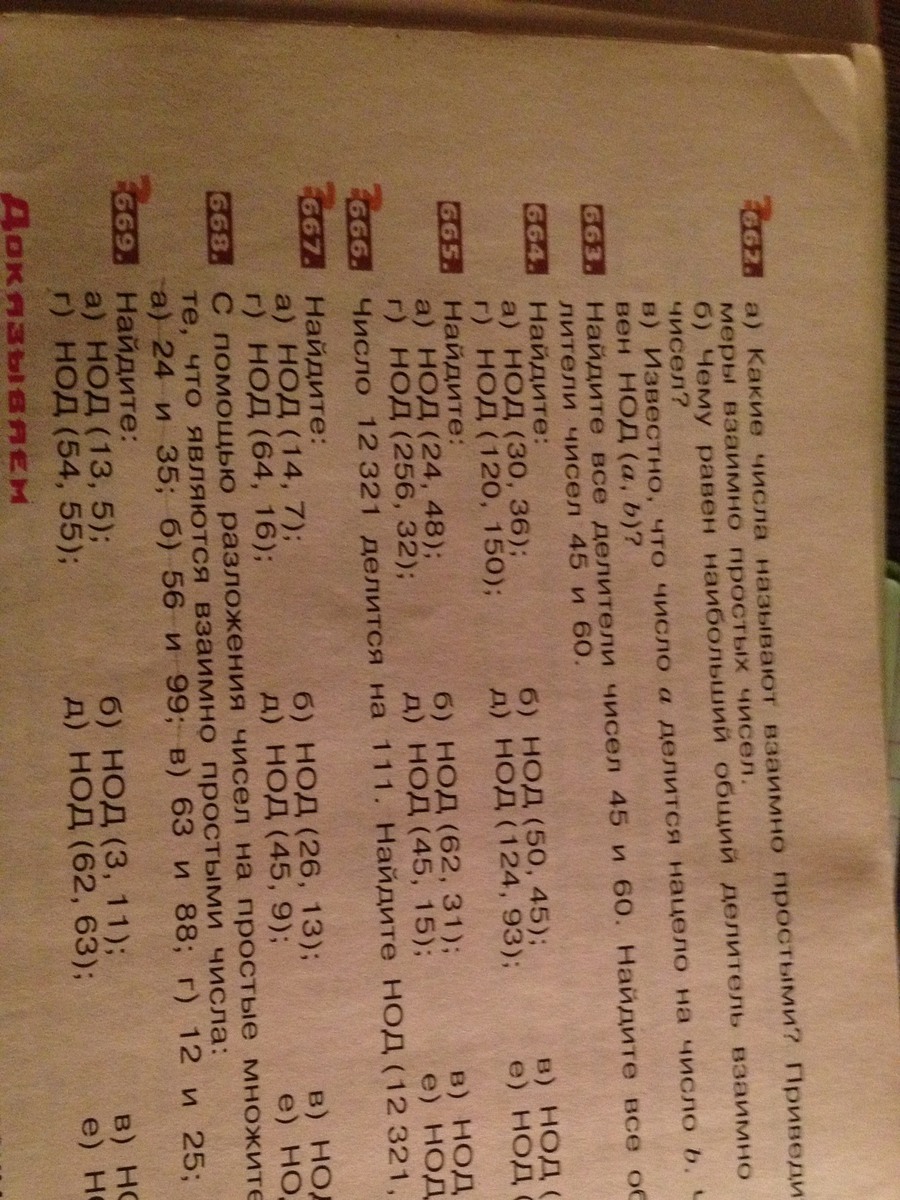 662. а) Какие числа называют взаимно простыми? Приведи
меры взаимно простых чисел.
б) Чему равен наибольший общий делитель взаимно
чисел?
в) Известно, что число a делится нацело на число b.
вен НОД (a, b)?
663. Найдите все делители чисел 45 и 60. Найдите все об
лители чисел 45 и 60.
664. Найдите:
а) НОД (30, 36); б) НОД (50, 45); в) НОД (
г) НОД (120, 150); д) НОД (124, 93); е) НОД (
665. Найдите:
а) НОД (24, 48); б) НОД (62, 31); в) НОД
г) НОД (256, 32); д) НОД (45, 15); е) НОД
666. Число 12 321 делится на 111. Найдите НОД (12 321,
667. Найдите:
а) НОД (14, 7); б) НОД (26, 13); в) НОД
г) НОД (64, 16); д) НОД (45, 9); е) НО
668. С помощью разложения чисел на простые множите
те, что являются взаимно простыми числа:
а) 24 и 35; б) 56 и 99; в) 63 и 88; г) 12 и 25;
669. Найдите:
а) НОД (13, 5); б) НОД (3, 11); в) НО
г) НОД (54, 55); д) НОД (62, 63); е) Н
Доказываем